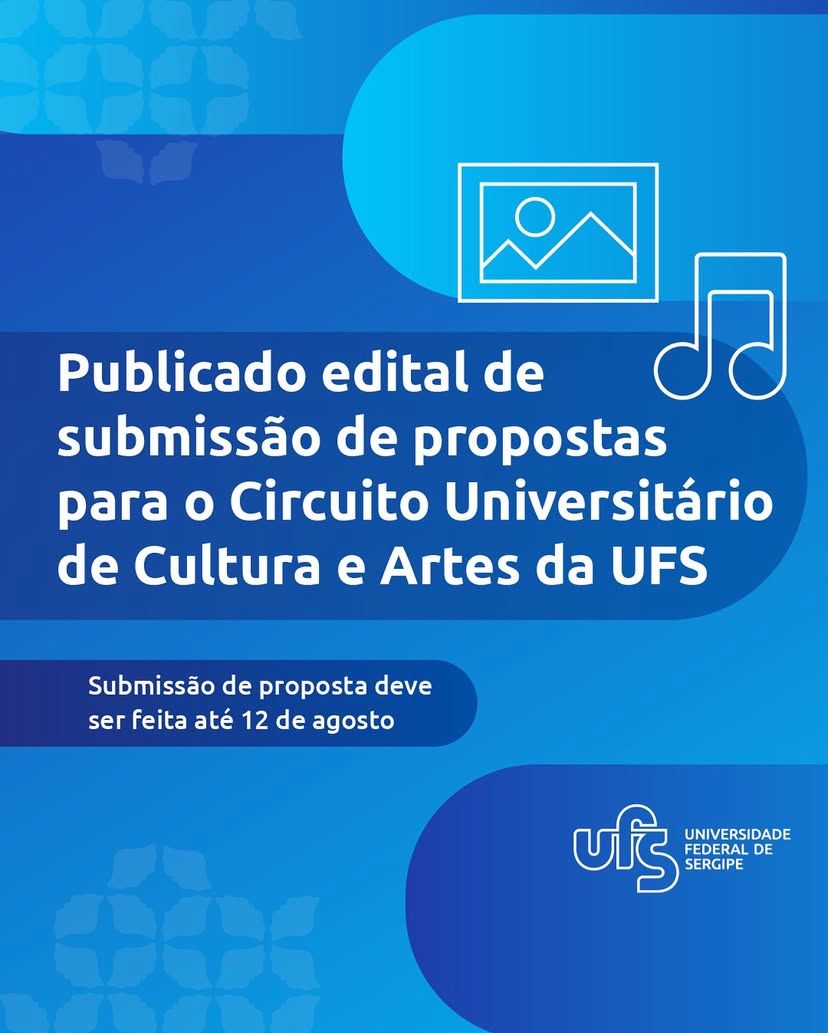 Publicado edital de
submissão de propostas
para o Circuito Universitário
de Cultura e Artes da UFS
Submissão de proposta deve
ser feita até 12 de agosto
ufs
UNIVERSIDADE
FEDERAL DE
SERGIPE